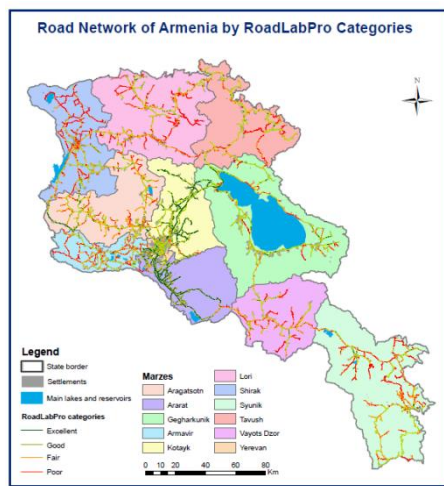 Road Network of Armenia by RoadLabPro Categories
N
Legend
State border
Settlements
Main lakes and reservoirs
RoadLabPro categories
Excellent
Good
Fair
Poor
Marzes
Aragatsotn
Ararat
Gegharkunik
Armavir
Kotayk
Lori
Shirak
Syunik
Tavush
Vayots Dzor
Yerevan
0 10 20 40 60 80
Km